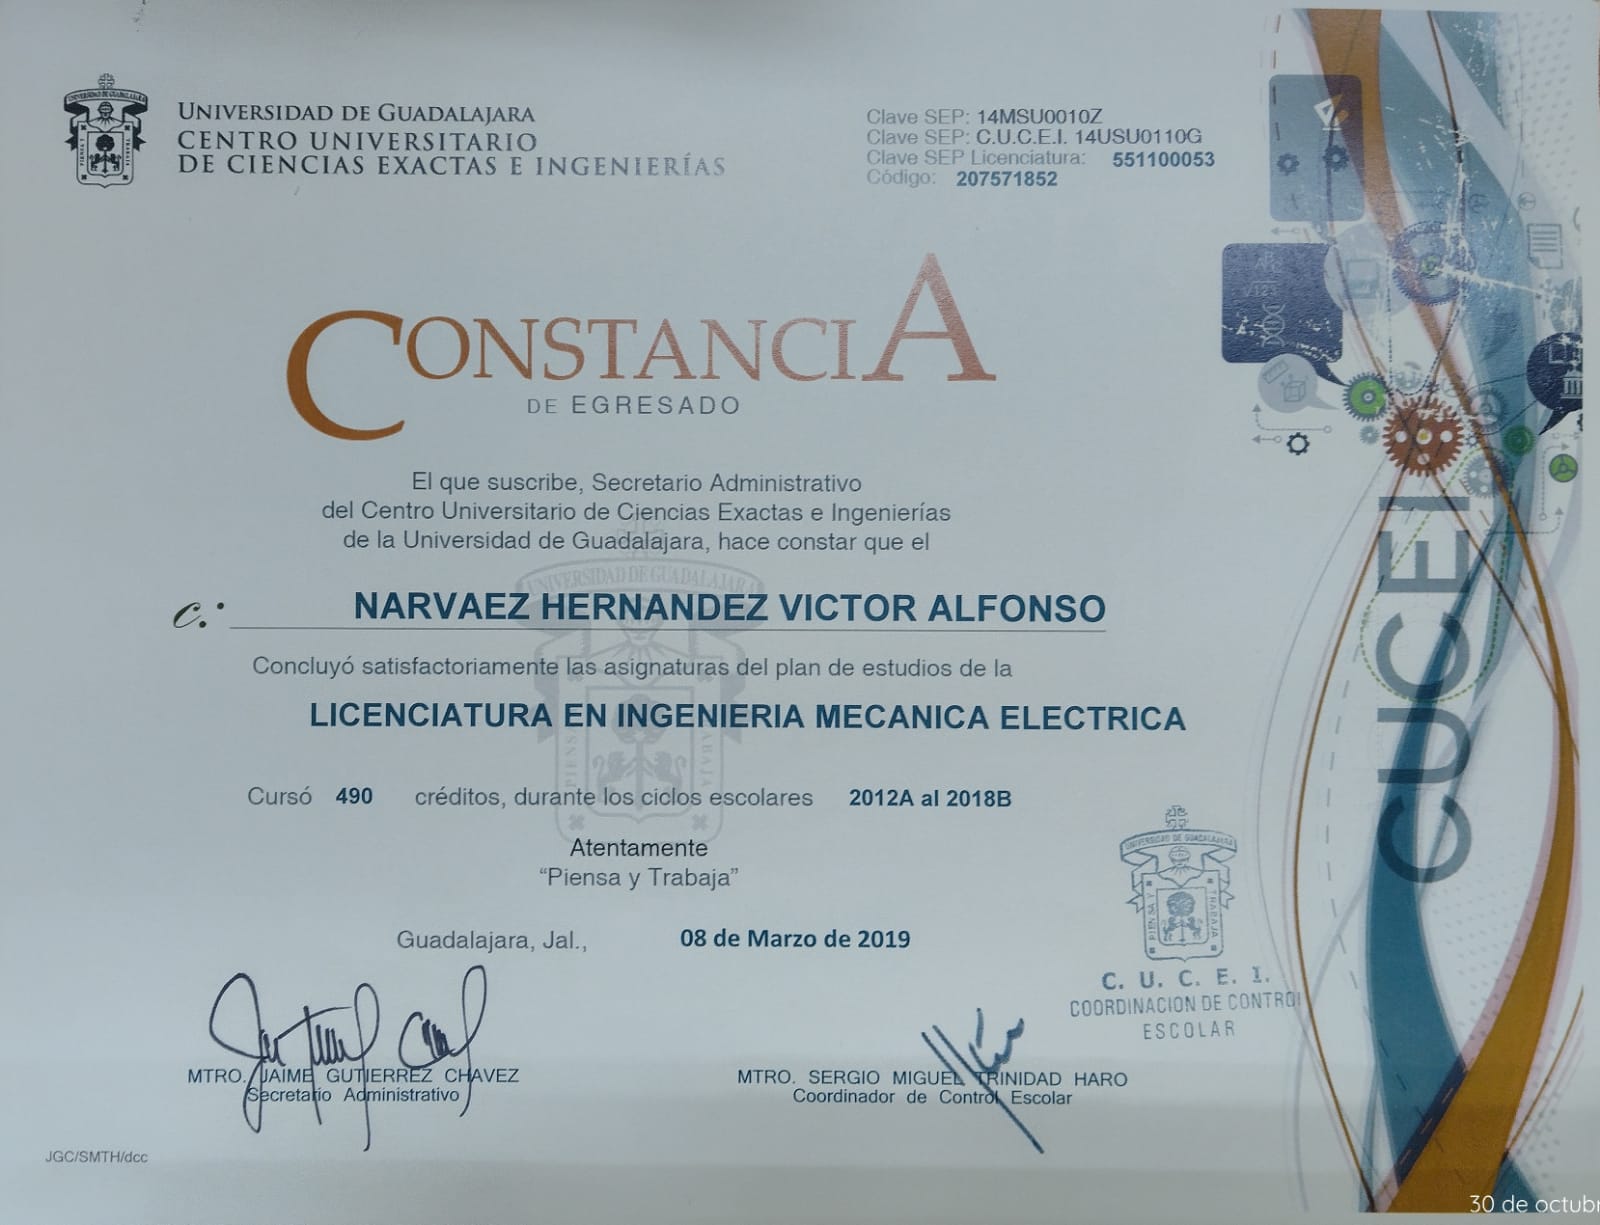 UNIVERSIDAD DE GUADALAJARA
CENTRO UNIVERSITARIO
DE CIENCIAS EXACTAS E INGENIERÍAS
Clave SEP: 14MSU0010Z
Clave SEP: C.U.C.E.I. 14USU0110G
Clave SEP Licenciatura: 551100053
Código: 207571852
CONSTANCIA
DE EGRESADO
El que suscribe, Secretario Administrativo
del Centro Universitario de Ciencias Exactas e Ingenierías
de la Universidad de Guadalajara, hace constar que el
c: NARVAEZ HERNANDEZ VICTOR ALFONSO
Concluyó satisfactoriamente las asignaturas del plan de estudios de la
LICENCIATURA EN INGENIERIA MECANICA ELECTRICA
Cursó 490 créditos, durante los ciclos escolares 2012A al 2018B
Atentamente
“Piensa y Trabaja”
Guadalajara, Jal., 08 de Marzo de 2019
UNIVERSIDAD DE GUADALAJARA
PIENSA Y TRABAJA
C. U. C. E. I.
COORDINACION DE CONTROL
ESCOLAR
MTRO. JAIME GUTIERREZ CHAVEZ
Secretario Administrativo
MTRO. SERGIO MIGUEL TRINIDAD HARO
Coordinador de Control Escolar
JGC/SMTH/dcc
CUCEI
30 de octubr